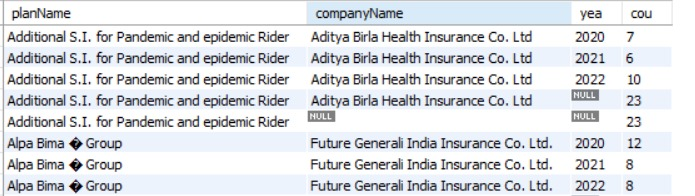 planName companyName yea cou
Additional S.I. for Pandemic and epidemic Rider Aditya Birla Health Insurance Co. Ltd 2020 7
Additional S.I. for Pandemic and epidemic Rider Aditya Birla Health Insurance Co. Ltd 2021 6
Additional S.I. for Pandemic and epidemic Rider Aditya Birla Health Insurance Co. Ltd 2022 10
Additional S.I. for Pandemic and epidemic Rider Aditya Birla Health Insurance Co. Ltd NULL 23
Additional S.I. for Pandemic and epidemic Rider NULL NULL 23
Alpa Bima � Group Future Generali India Insurance Co. Ltd. 2020 12
Alpa Bima � Group Future Generali India Insurance Co. Ltd. 2021 8
Alpa Bima � Group Future Generali India Insurance Co. Ltd. 2022 8